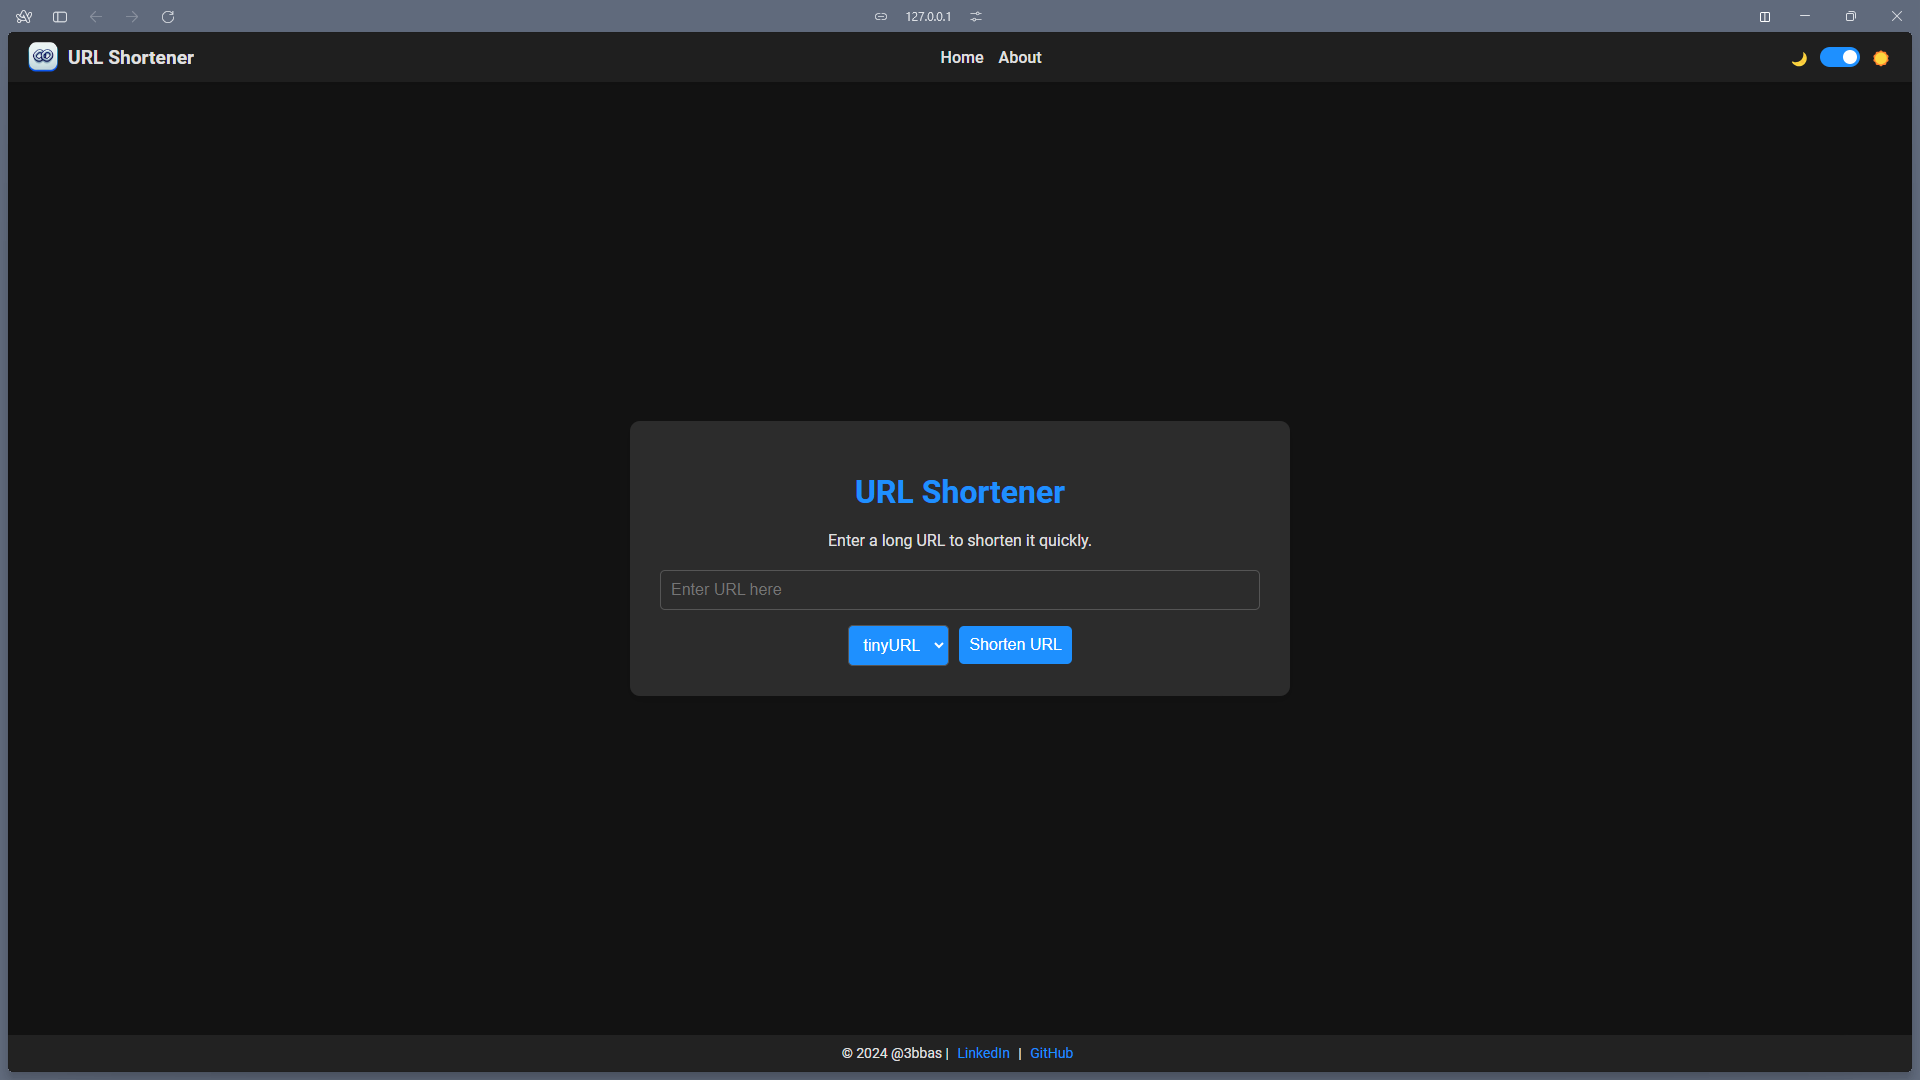 127.0.0.1
URL Shortener
Home About
URL Shortener
Enter a long URL to shorten it quickly.
Enter URL here
tinyURL Shorten URL
© 2024 @3bbas | LinkedIn | GitHub